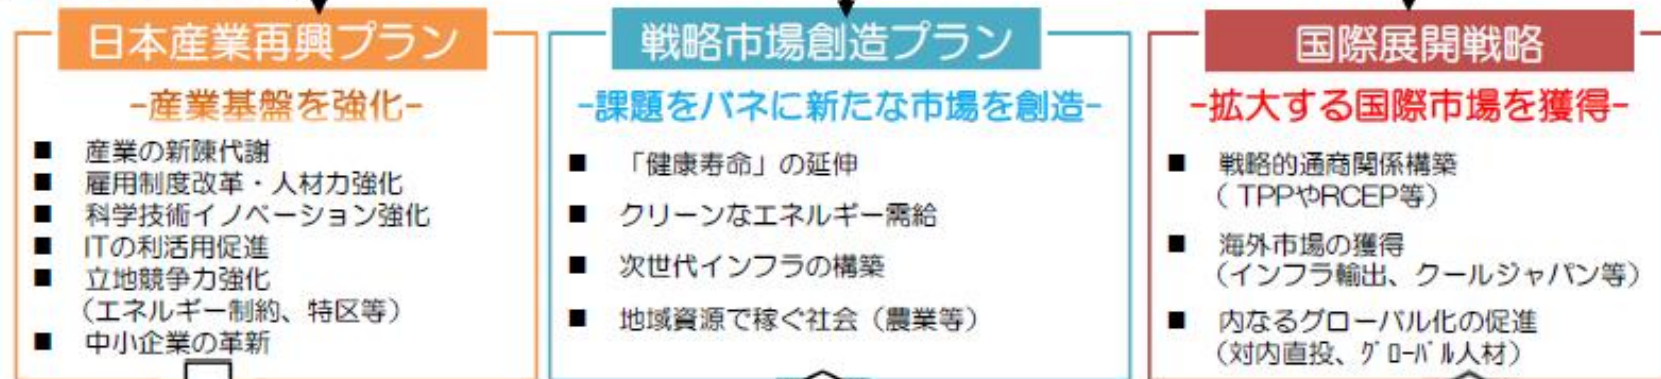 日本産業再興プラン
-産業基盤を強化-
■ 産業の新陳代謝
■ 雇用制度改革・人材力強化
■ 科学技術イノベーション強化
■ ITの利活用促進
■ 立地競争力強化
（エネルギー制約、特区等）
■ 中小企業の革新
戦略市場創造プラン
-課題をバネに新たな市場を創造-
■ 「健康寿命」の延伸
■ クリーンなエネルギー需給
■ 次世代インフラの構築
■ 地域資源で稼ぐ社会（農業等）
国際展開戦略
-拡大する国際市場を獲得-
■ 戦略的通商関係構築
（ TPPやRCEP等）
■ 海外市場の獲得
（インフラ輸出、クールジャパン等）
■ 内なるグローバル化の促進
（対内直投、ｸﾞﾛｰﾊﾞﾙ人材）